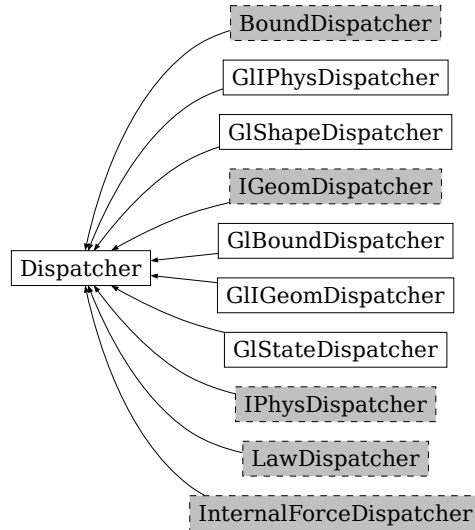 BoundDispatcher
GlIPhysDispatcher
GlShapeDispatcher
IGeomDispatcher
GlBoundDispatcher
Dispatcher
GlIGeomDispatcher
GlStateDispatcher
IPhysDispatcher
LawDispatcher
InternalForceDispatcher